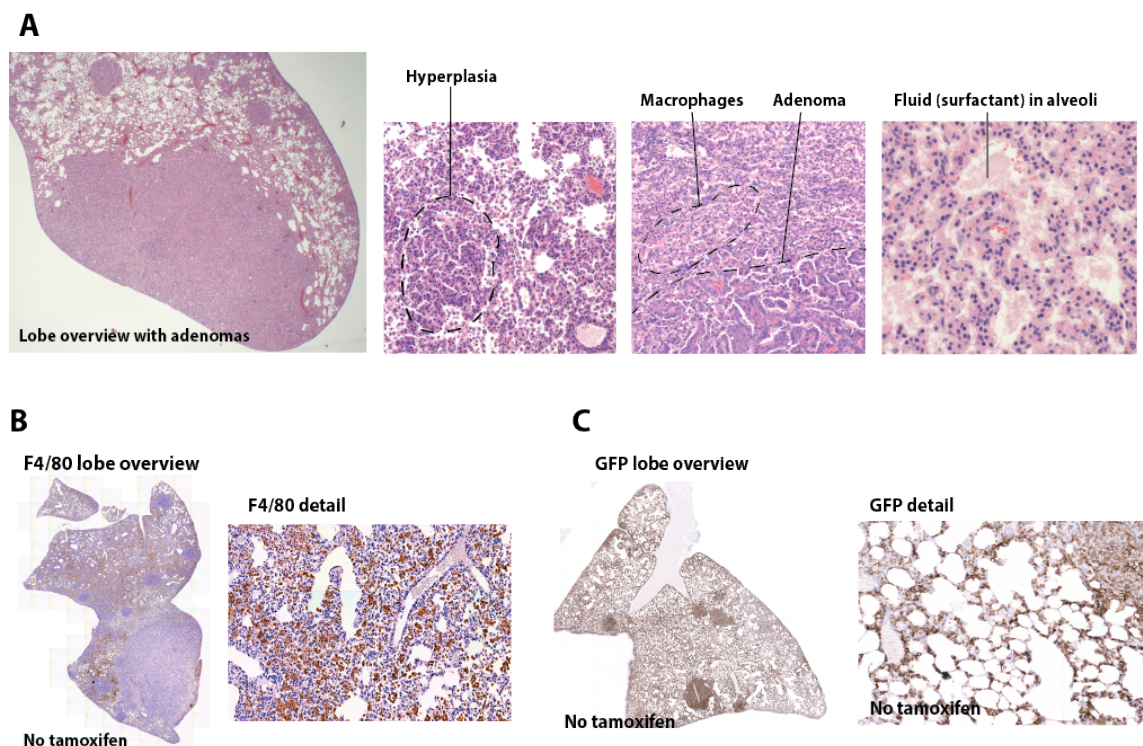 A
Hyperplasia
Macrophages
Adenoma
Fluid (surfactant) in alveoli
Lobe overview with adenomas
B
F4/80 lobe overview
F4/80 detail
No tamoxifen
C
GFP lobe overview
GFP detail
No tamoxifen
No tamoxifen